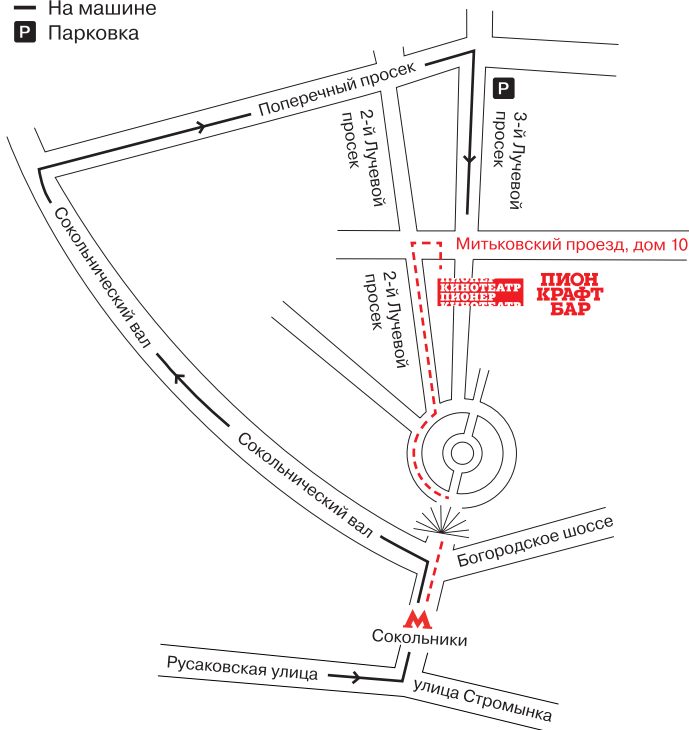 На машине
P Парковка
Поперечный просек
P
2-й Лучевой
просек
3-й Лучевой
просек
Митьковский проезд, дом 10
КИНОТЕАТР
ПИОНЕР
ПИОН
КРАФТ
БАР
2-й Лучевой
просек
Сокольнический вал
Сокольнический вал
Богородское шоссе
М
Сокольники
Русаковская улица
улица Стромынка